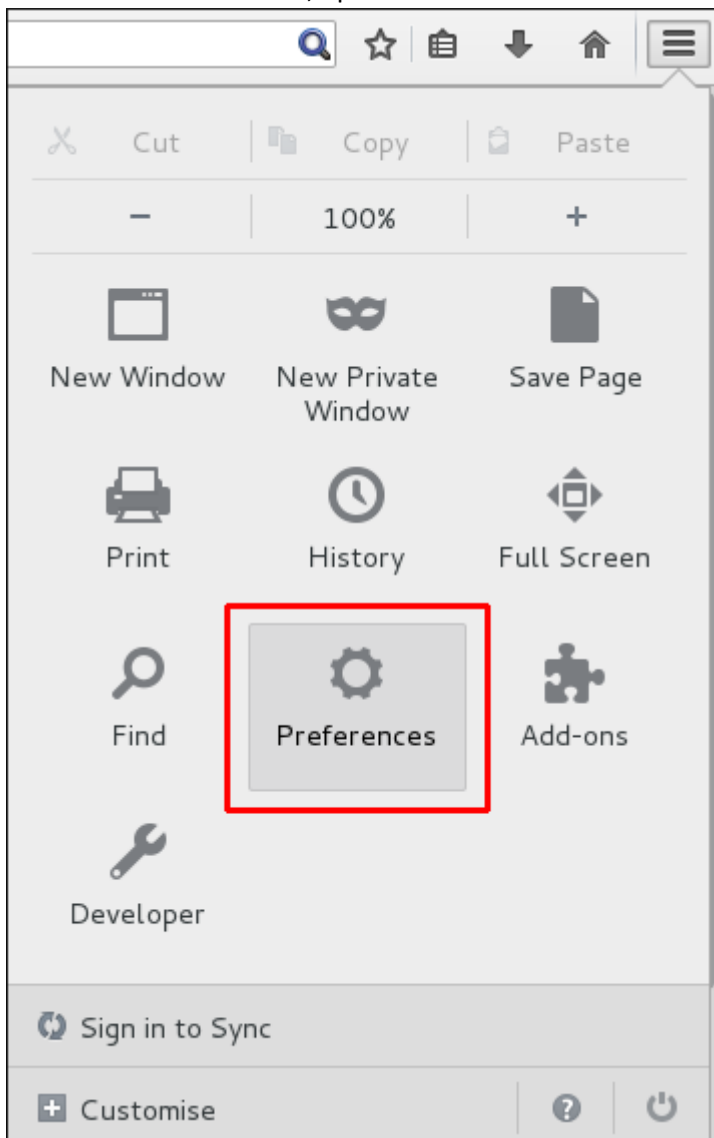 Cut Copy Paste
− 100% +
New Window New Private Window Save Page
Print History Full Screen
Find Preferences Add-ons
Developer
Sign in to Sync
Customise